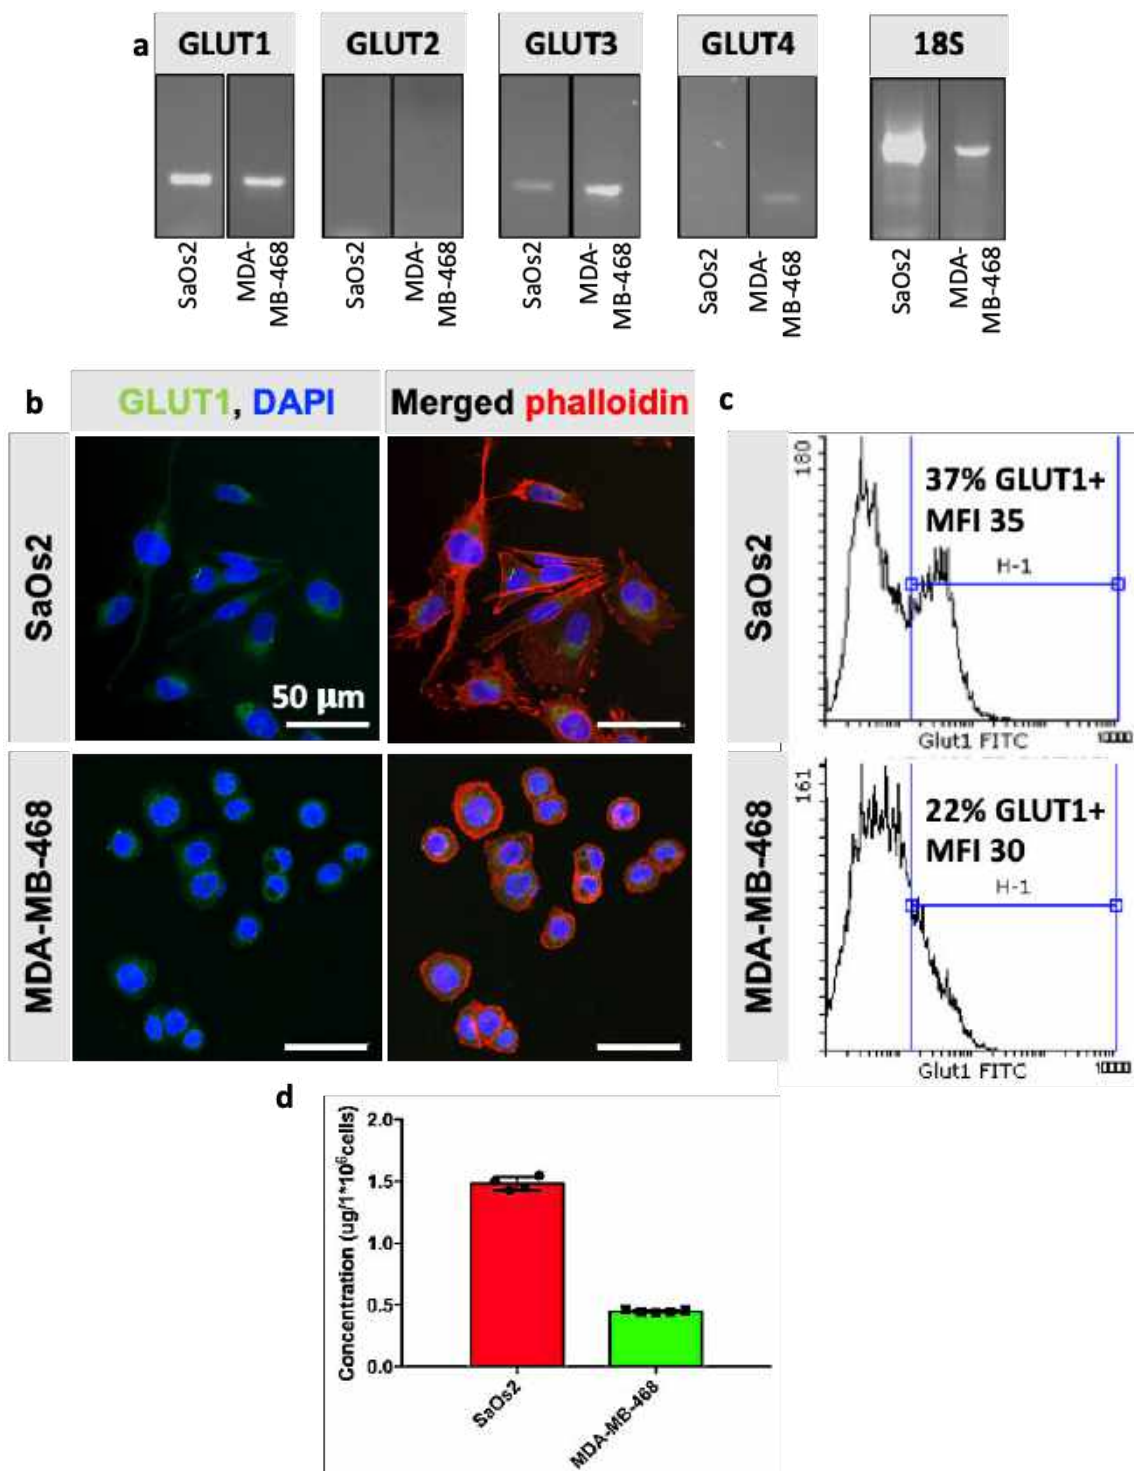 a
GLUT1
GLUT2
GLUT3
GLUT4
18S
SaOs2
MDA-
MB-468
SaOs2
MDA-
MB-468
SaOs2
MDA-
MB-468
SaOs2
MDA-
MB-468
SaOs2
MDA-
MB-468
b
GLUT1, DAPI
Merged phalloidin
c
SaOs2
50 μm
SaOs2
180
37% GLUT1+
MFI 35
H-1
Glut1 FITC
MDA-MB-468
MDA-MB-468
161
22% GLUT1+
MFI 30
H-1
Glut1 FITC
d
Concentration (ug/1*10⁶cells)
2.0
1.5
1.0
0.5
0.0
SaOs2
MDA-MB-468